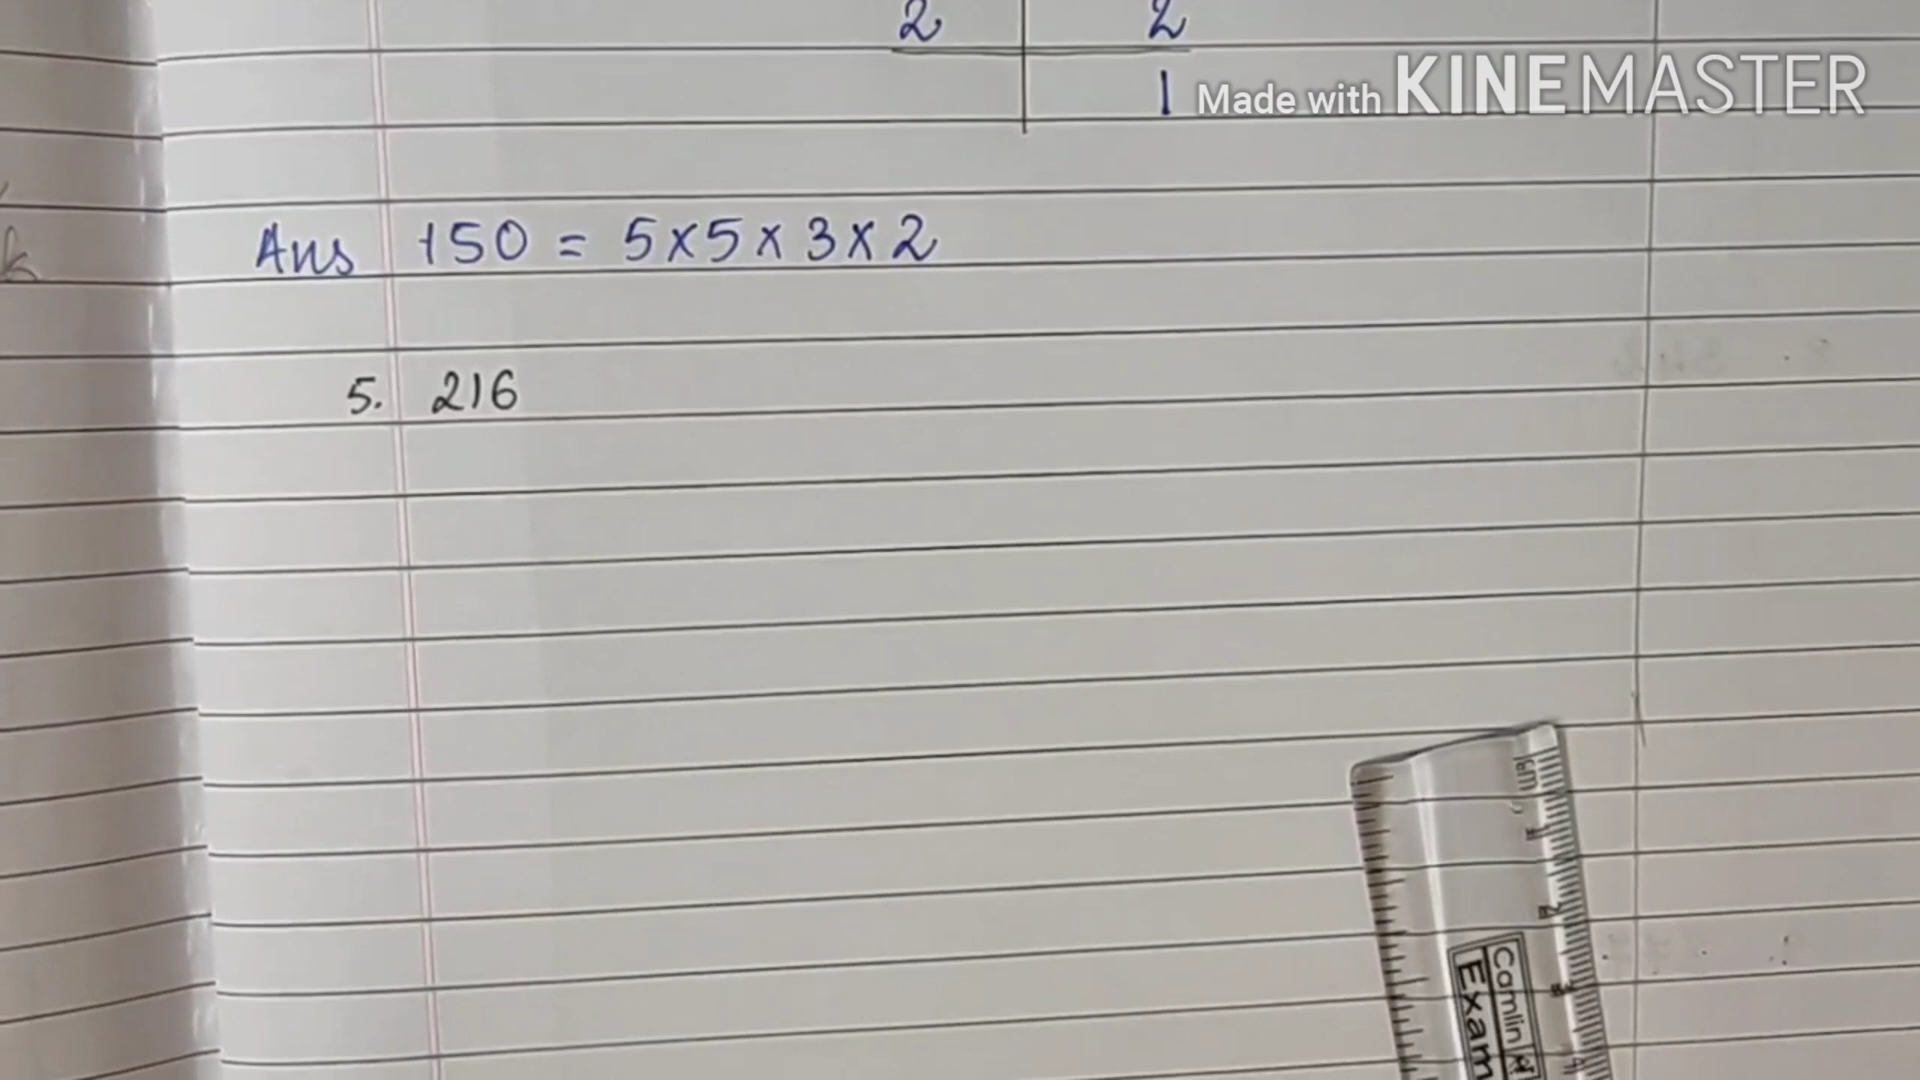 2 2
1
Made with KINEMASTER
Ans 150 = 5×5×3×2
5. 216
Camlin
Exam